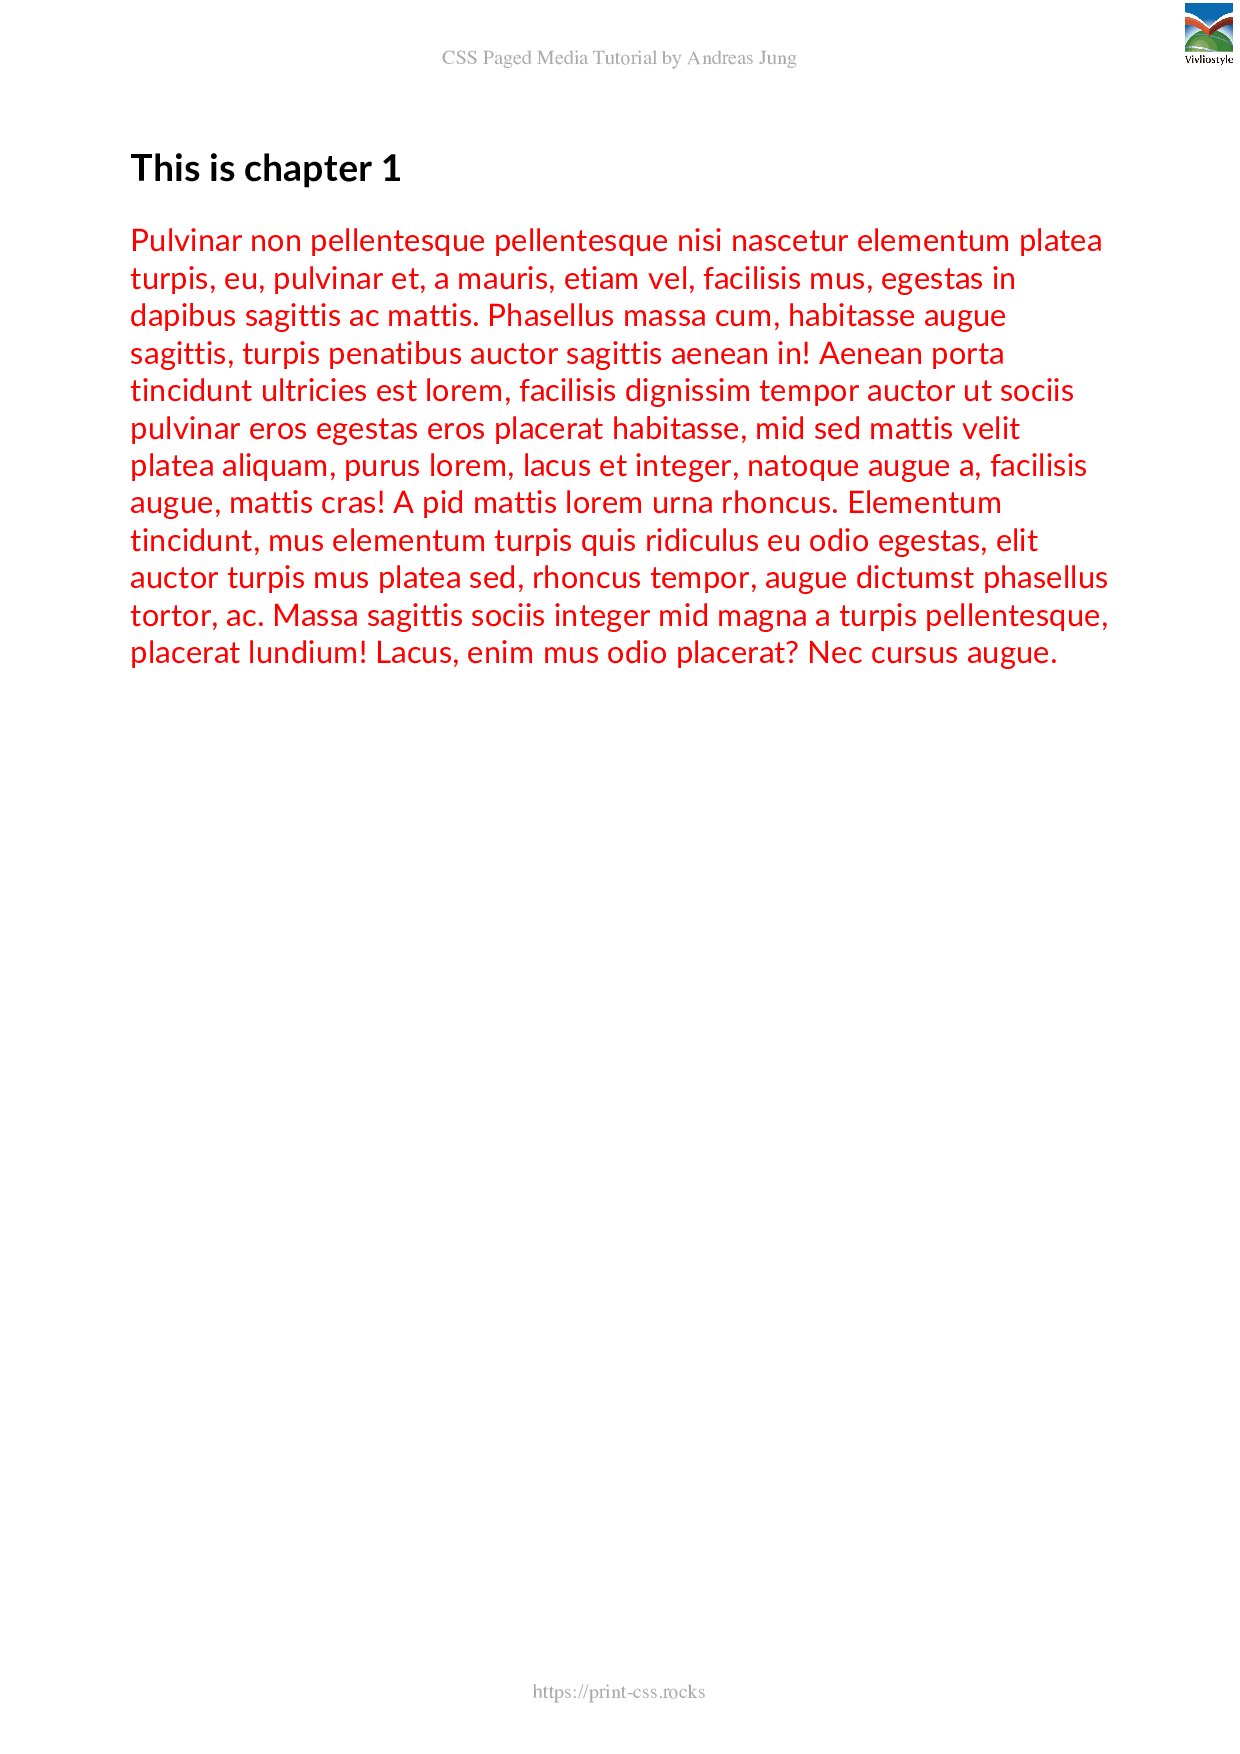 CSS Paged Media Tutorial by Andreas Jung
Vivliostyle
This is chapter 1
Pulvinar non pellentesque pellentesque nisi nascetur elementum platea
turpis, eu, pulvinar et, a mauris, etiam vel, facilisis mus, egestas in
dapibus sagittis ac mattis. Phasellus massa cum, habitasse augue
sagittis, turpis penatibus auctor sagittis aenean in! Aenean porta
tincidunt ultricies est lorem, facilisis dignissim tempor auctor ut sociis
pulvinar eros egestas eros placerat habitasse, mid sed mattis velit
platea aliquam, purus lorem, lacus et integer, natoque augue a, facilisis
augue, mattis cras! A pid mattis lorem urna rhoncus. Elementum
tincidunt, mus elementum turpis quis ridiculus eu odio egestas, elit
auctor turpis mus platea sed, rhoncus tempor, augue dictumst phasellus
tortor, ac. Massa sagittis sociis integer mid magna a turpis pellentesque,
placerat lundium! Lacus, enim mus odio placerat? Nec cursus augue.
https://print-css.rocks